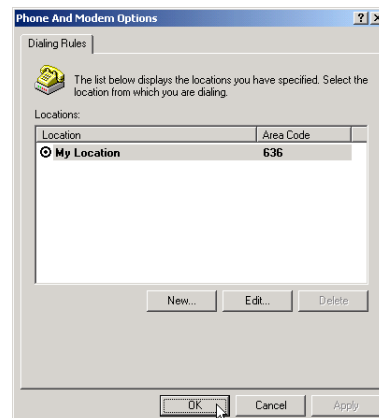 Phone And Modem Options
Dialing Rules
The list below displays the locations you have specified. Select the
location from which you are dialing.
Locations:
Location Area Code
My Location 636
New... Edit... Delete
OK Cancel Apply